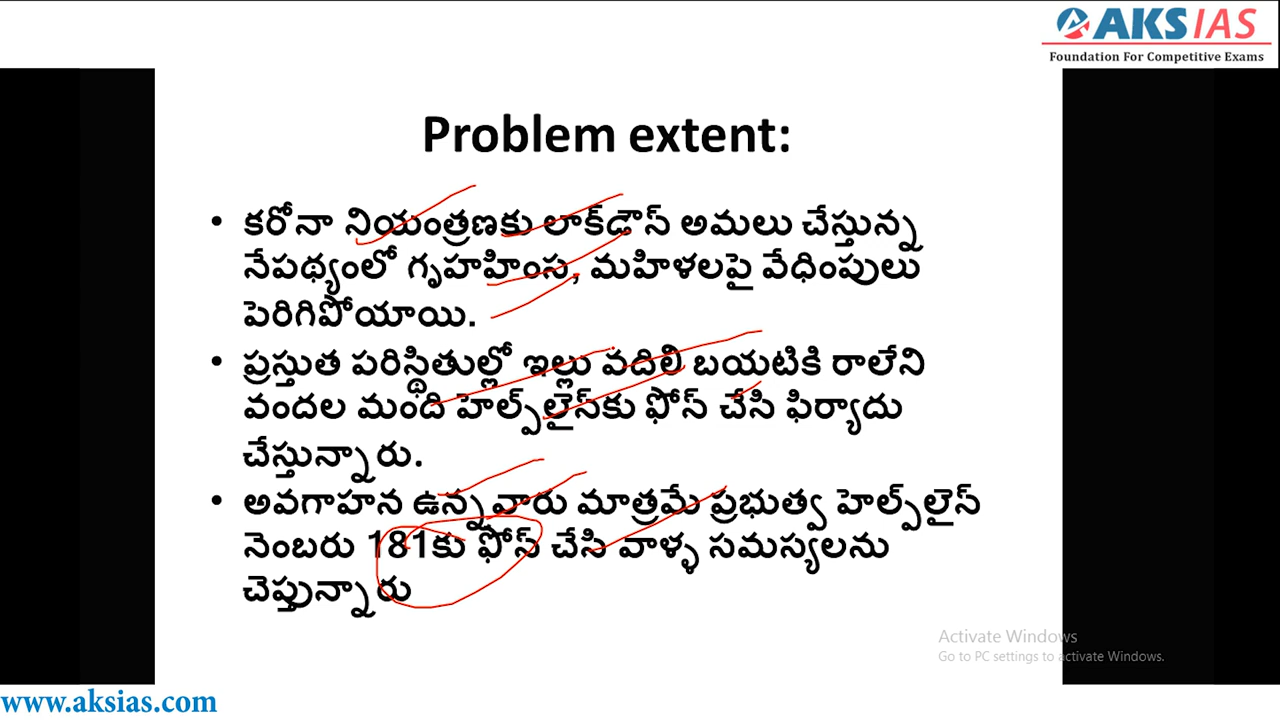 AKS IAS
Foundation For Competitive Exams
Problem extent:
• కరోనా నియంత్రణకు లాక్‌డౌన్ అమలు చేస్తున్న
నేపథ్యంలో గృహహింస, మహిళలపై వేధింపులు
పెరిగిపోయాయి.
• ప్రస్తుత పరిస్థితుల్లో ఇల్లు వదిలి బయటికి రాలేని
వందల మంది హెల్ప్‌లైన్‌కు ఫోన్ చేసి ఫిర్యాదు
చేస్తున్నారు.
• అవగాహన ఉన్నవారు మాత్రమే ప్రభుత్వ హెల్ప్‌లైన్
నెంబరు 181కు ఫోన్ చేసి వాళ్ళ సమస్యలను
చెప్తున్నారు
Activate Windows
Go to PC settings to activate Windows.
www.aksias.com